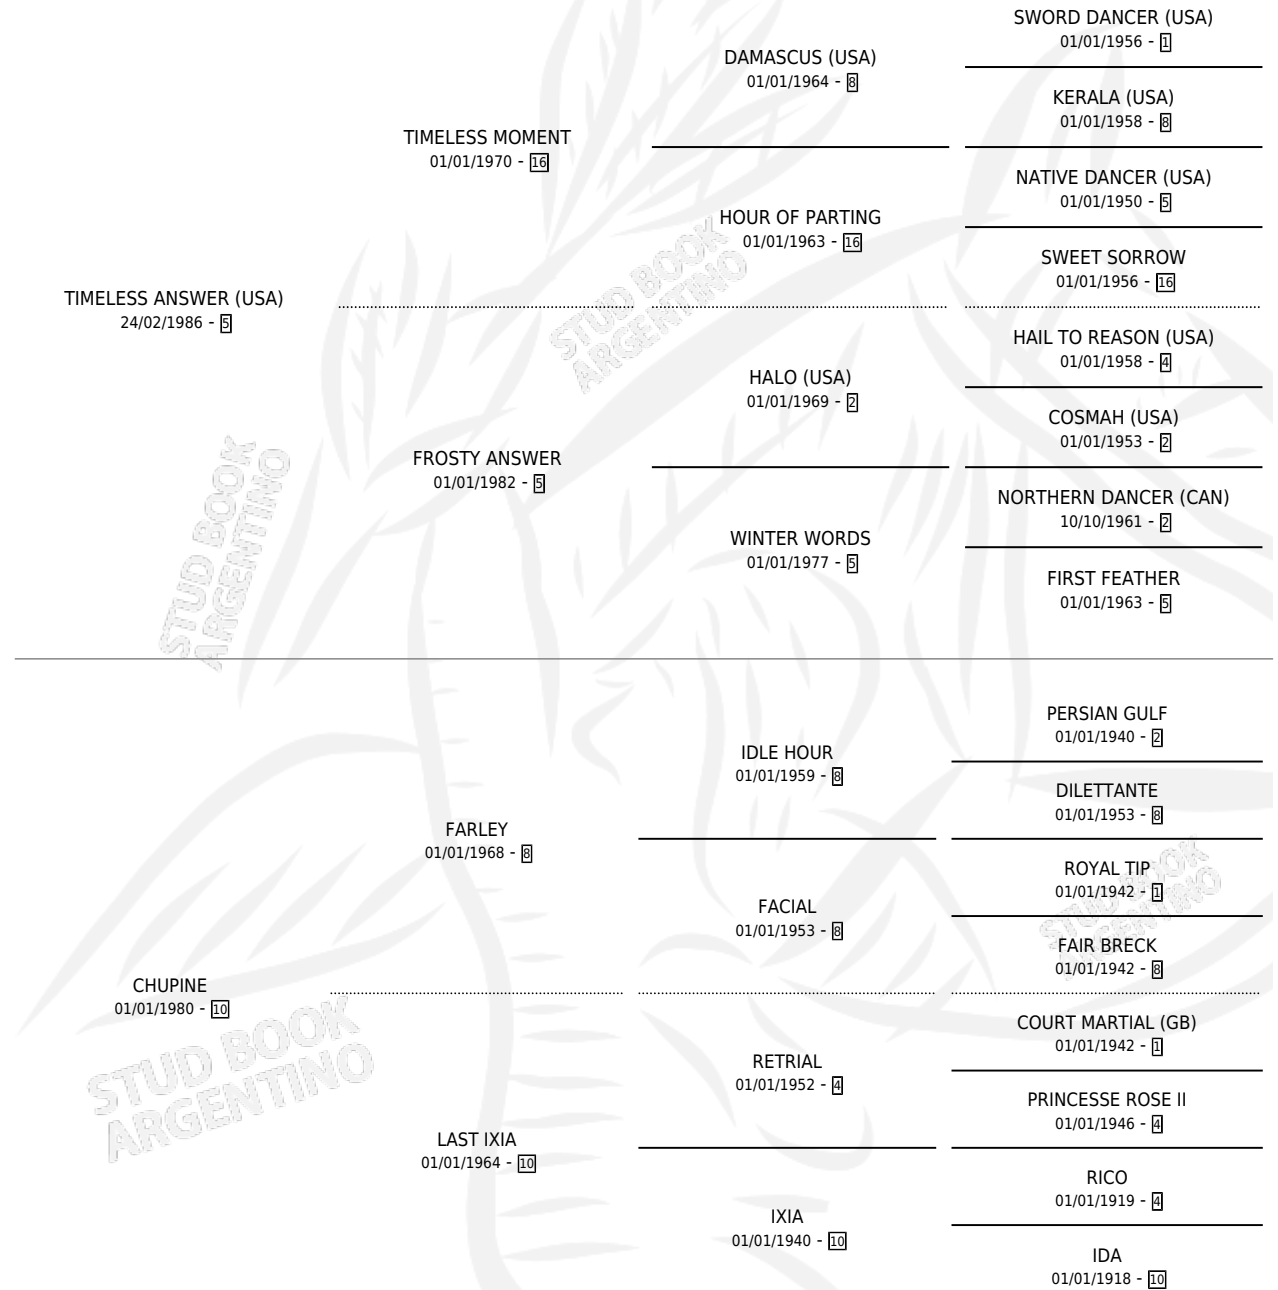 SWORD DANCER (USA)
01/01/1956 - 1
DAMASCUS (USA)
01/01/1964 - 8
KERALA (USA)
01/01/1958 - 8
TIMELESS MOMENT
01/01/1970 - 16
NATIVE DANCER (USA)
01/01/1950 - 5
HOUR OF PARTING
01/01/1963 - 16
SWEET SORROW
01/01/1956 - 16
TIMELESS ANSWER (USA)
24/02/1986 - 5
HAIL TO REASON (USA)
01/01/1958 - 4
HALO (USA)
01/01/1969 - 2
COSMAH (USA)
01/01/1953 - 2
FROSTY ANSWER
01/01/1982 - 5
NORTHERN DANCER (CAN)
10/10/1961 - 2
WINTER WORDS
01/01/1977 - 5
FIRST FEATHER
01/01/1963 - 5
STUD BOOK
ARGENTINO
STUD BOOK
ARGENTINO
PERSIAN GULF
01/01/1940 - 2
IDLE HOUR
01/01/1959 - 8
DILETTANTE
01/01/1953 - 8
FARLEY
01/01/1968 - 8
ROYAL TIP
01/01/1942 - 1
FACIAL
01/01/1953 - 8
FAIR BRECK
01/01/1942 - 8
STUD BOOK
ARGENTINO
CHUPINE
01/01/1980 - 10
COURT MARTIAL (GB)
01/01/1942 - 1
RETRIAL
01/01/1952 - 4
PRINCESSE ROSE II
01/01/1946 - 4
LAST IXIA
01/01/1964 - 10
RICO
01/01/1919 - 4
IXIA
01/01/1940 - 10
IDA
01/01/1918 - 10
STUD BOOK
ARGENTINO